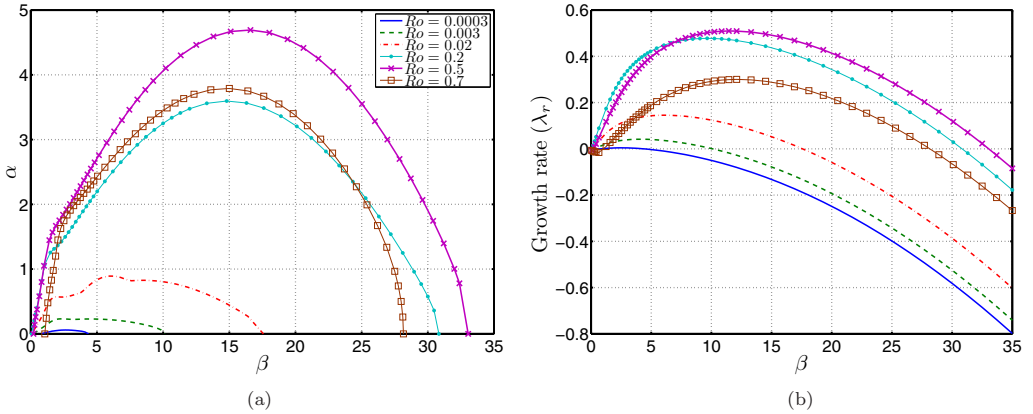 5
4
3
2
1
0
α
0 5 10 15 20 25 30 35
β
Ro = 0.0003
Ro = 0.003
Ro = 0.02
Ro = 0.2
Ro = 0.5
Ro = 0.7
(a)
0.6
0.4
0.2
0
−0.2
−0.4
−0.6
−0.8
Growth rate (λr)
0 5 10 15 20 25 30 35
β
(b)